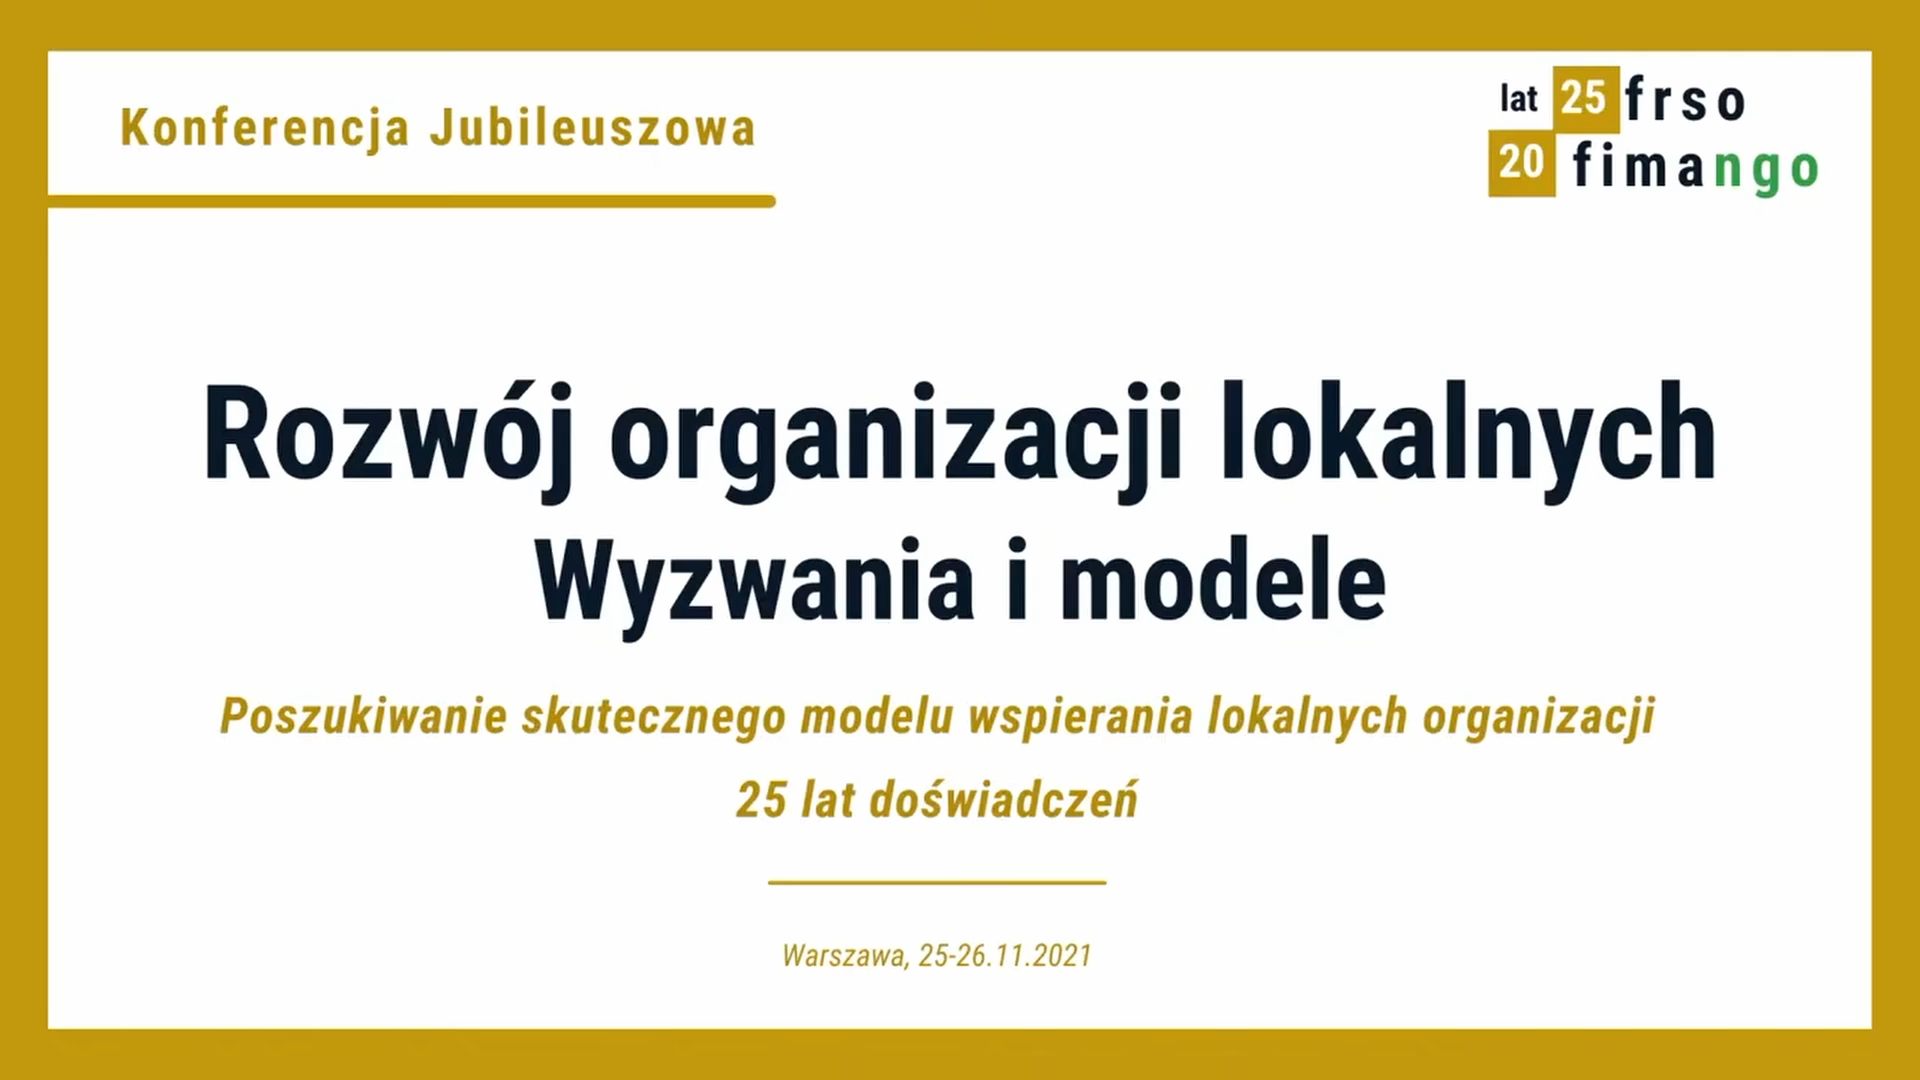 Konferencja Jubileuszowa
lat 25 frso
20 fimango
Rozwój organizacji lokalnych
Wyzwania i modele
Poszukiwanie skutecznego modelu wspierania lokalnych organizacji
25 lat doświadczeń
Warszawa, 25-26.11.2021